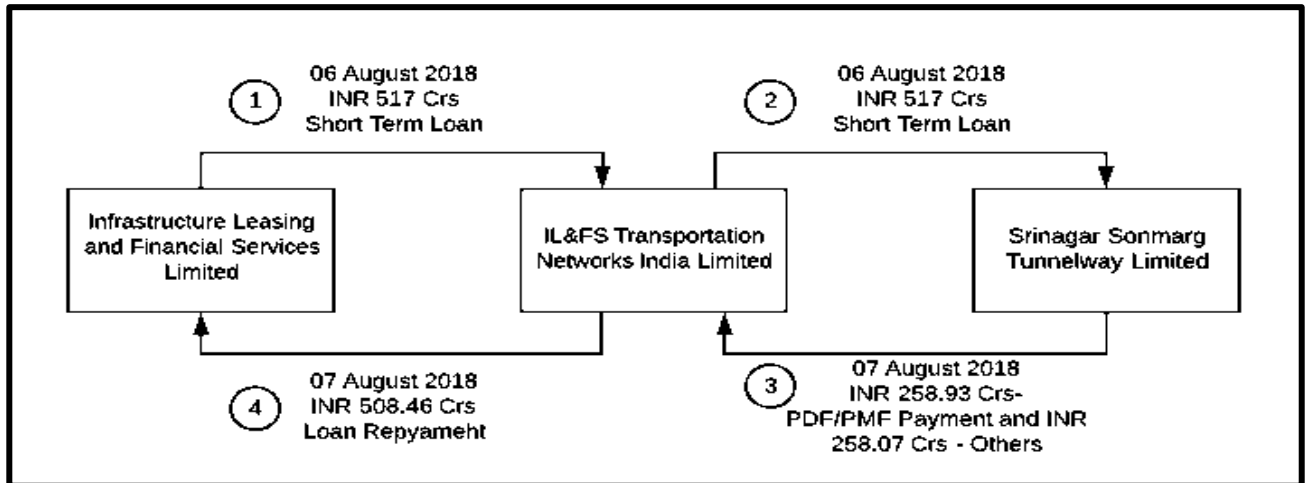 1
06 August 2018
INR 517 Crs
Short Term Loan
2
06 August 2018
INR 517 Crs
Short Term Loan
Infrastructure Leasing
and Financial Services
Limited
IL&FS Transportation
Networks India Limited
Srinagar Sonmarg
Tunnelway Limited
4
07 August 2018
INR 508.46 Crs
Loan Repyameht
3
07 August 2018
INR 258.93 Crs-
PDF/PMF Payment and INR
258.07 Crs - Others